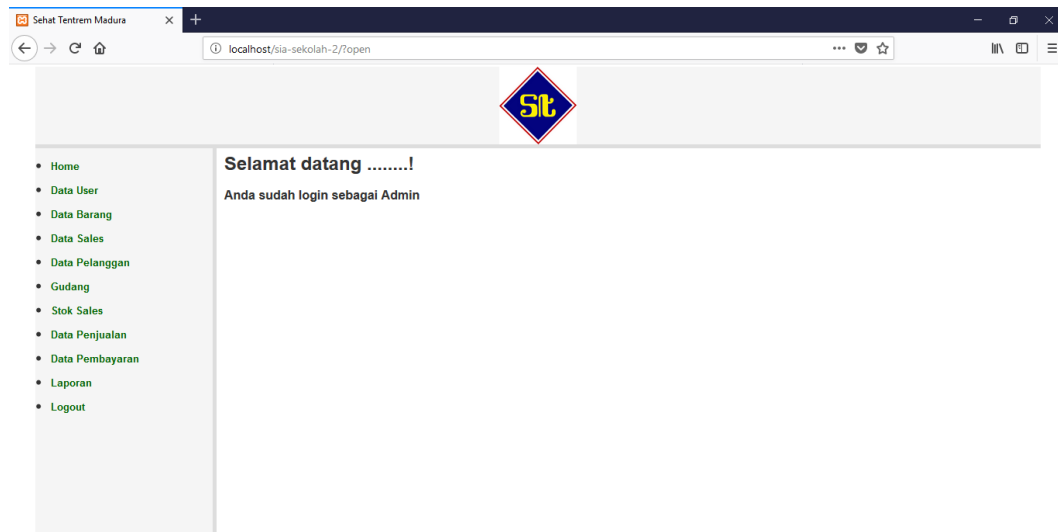 Sehat Tentrem Madura
localhost/sia-sekolah-2/?open
St
Home
Data User
Data Barang
Data Sales
Data Pelanggan
Gudang
Stok Sales
Data Penjualan
Data Pembayaran
Laporan
Logout
Selamat datang ........!
Anda sudah login sebagai Admin